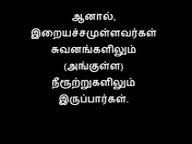 ஆனால்,
இறையச்சமுள்ளவர்கள்
சுவனங்களிலும்
(அங்குள்ள)
நீரூற்றுகளிலும்
இருப்பார்கள்.